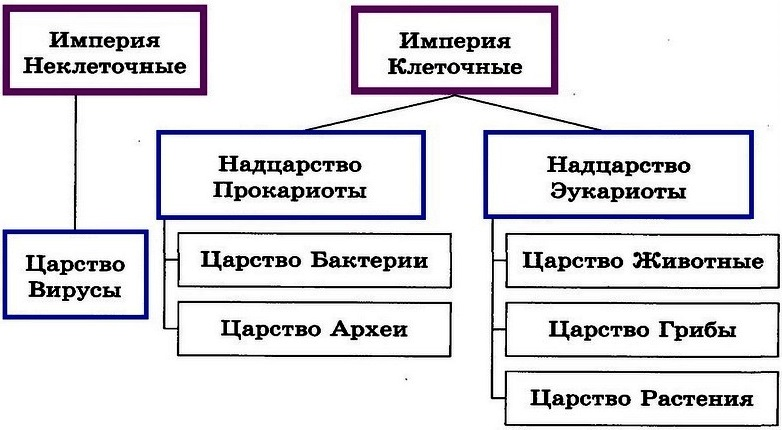 Империя
Неклеточные
Империя
Клеточные
Надцарство
Прокариоты
Надцарство
Эукариоты
Царство
Вирусы
Царство Бактерии
Царство Животные
Царство Археи
Царство Грибы
Царство Растения